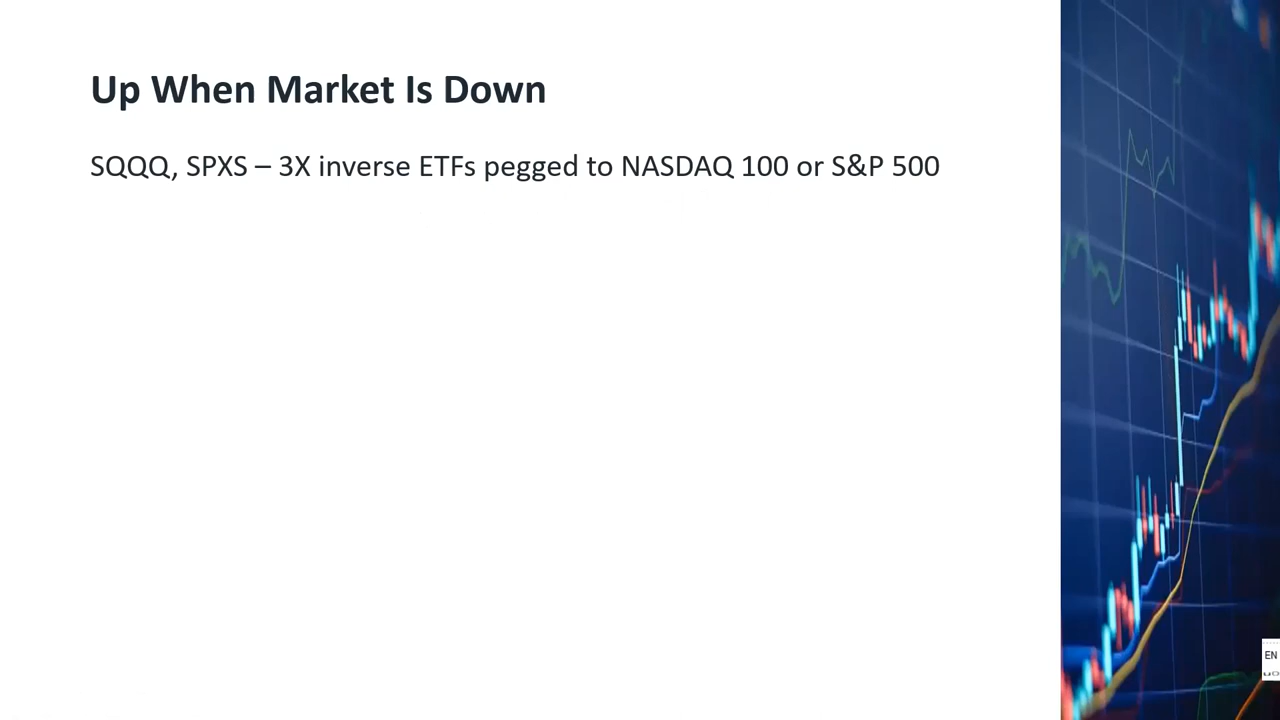 Up When Market Is Down
SQQQ, SPXS – 3X inverse ETFs pegged to NASDAQ 100 or S&P 500
EN